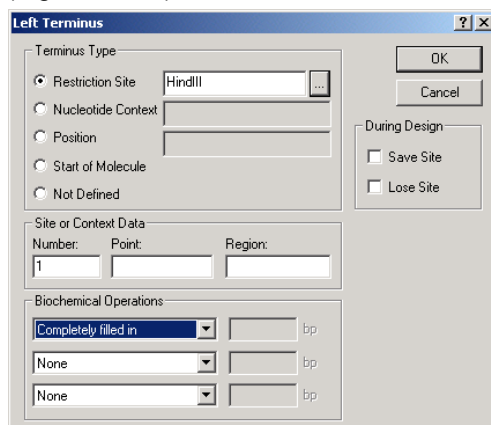 Left Terminus
Terminus Type
Restriction Site HindIII ...
Nucleotide Context
Position
Start of Molecule
Not Defined
OK
Cancel
During Design
Save Site
Lose Site
Site or Context Data
Number: Point: Region:
1
Biochemical Operations
Completely filled in bp
None bp
None bp